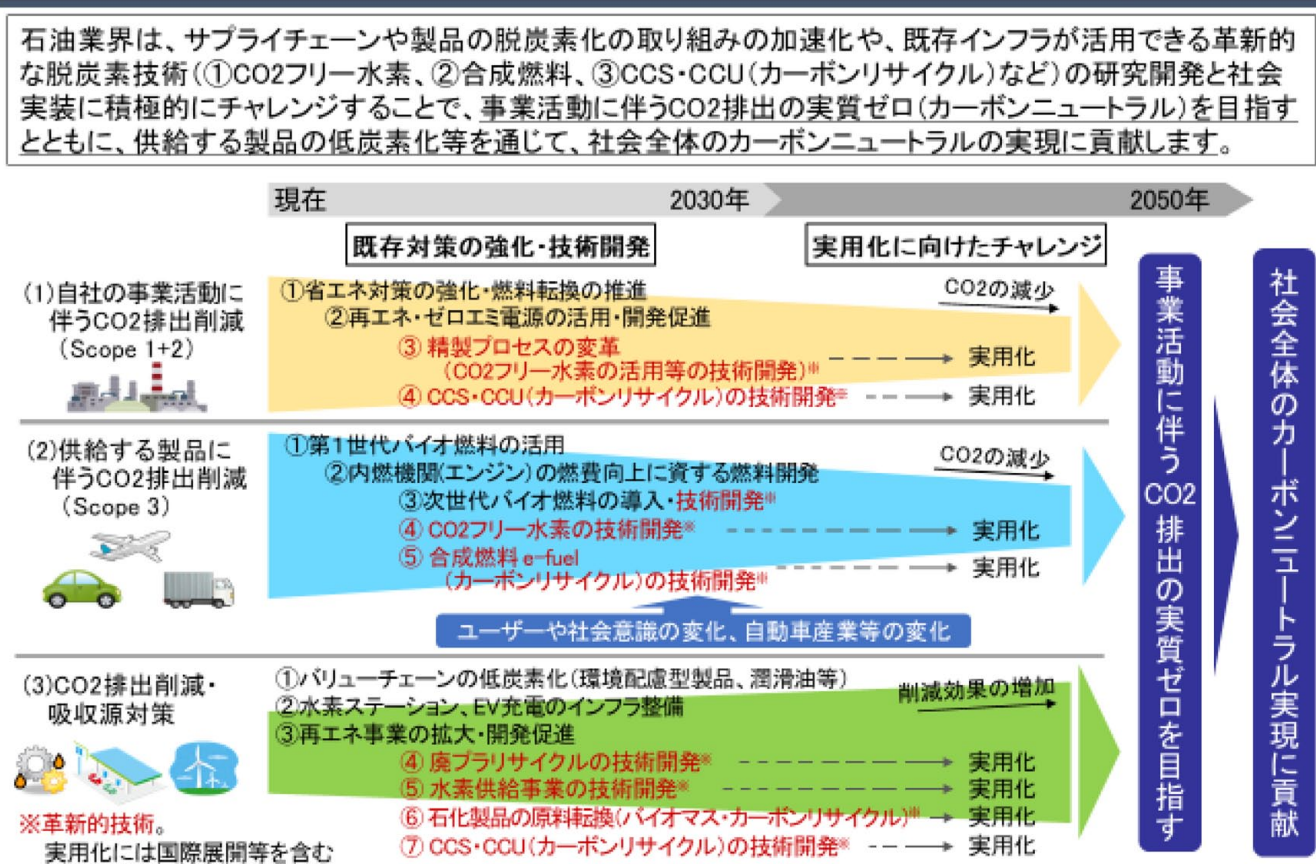 石油業界は、サプライチェーンや製品の脱炭素化の取り組みの加速化や、既存インフラが活用できる革新的
な脱炭素技術(①CO2フリー水素、②合成燃料、③CCS・CCU(カーボンリサイクル)など)の研究開発と社会
実装に積極的にチャレンジすることで、事業活動に伴うCO2排出の実質ゼロ(カーボンニュートラル)を目指す
とともに、供給する製品の低炭素化等を通じて、社会全体のカーボンニュートラルの実現に貢献します。
現在 2030年 2050年
既存対策の強化・技術開発 実用化に向けたチャレンジ
(1)自社の事業活動に
伴うCO2排出削減
(Scope 1+2)
①省エネ対策の強化・燃料転換の推進
CO2の減少
②再エネ・ゼロエミ電源の活用・開発促進
③ 精製プロセスの変革
(CO2フリー水素の活用等の技術開発)※
実用化
④ CCS・CCU(カーボンリサイクル)の技術開発※ 実用化
(2)供給する製品に
伴うCO2排出削減
(Scope 3)
①第1世代バイオ燃料の活用
CO2の減少
②内燃機関(エンジン)の燃費向上に資する燃料開発
③次世代バイオ燃料の導入・技術開発※
④ CO2フリー水素の技術開発※ 実用化
⑤ 合成燃料 e-fuel
(カーボンリサイクル)の技術開発※
実用化
ユーザーや社会意識の変化、自動車産業等の変化
(3)CO2排出削減・
吸収源対策
①バリューチェーンの低炭素化(環境配慮型製品、潤滑油等)
削減効果の増加
②水素ステーション、EV充電のインフラ整備
③再エネ事業の拡大・開発促進
④ 廃プラリサイクルの技術開発※ 実用化
⑤ 水素供給事業の技術開発※ 実用化
⑥ 石化製品の原料転換(バイオマス・カーボンリサイクル)※ 実用化
⑦ CCS・CCU(カーボンリサイクル)の技術開発※ 実用化
※革新的技術。
実用化には国際展開等を含む
事業活動に伴うCO2排出の実質ゼロを目指す
社会全体のカーボンニュートラル実現に貢献